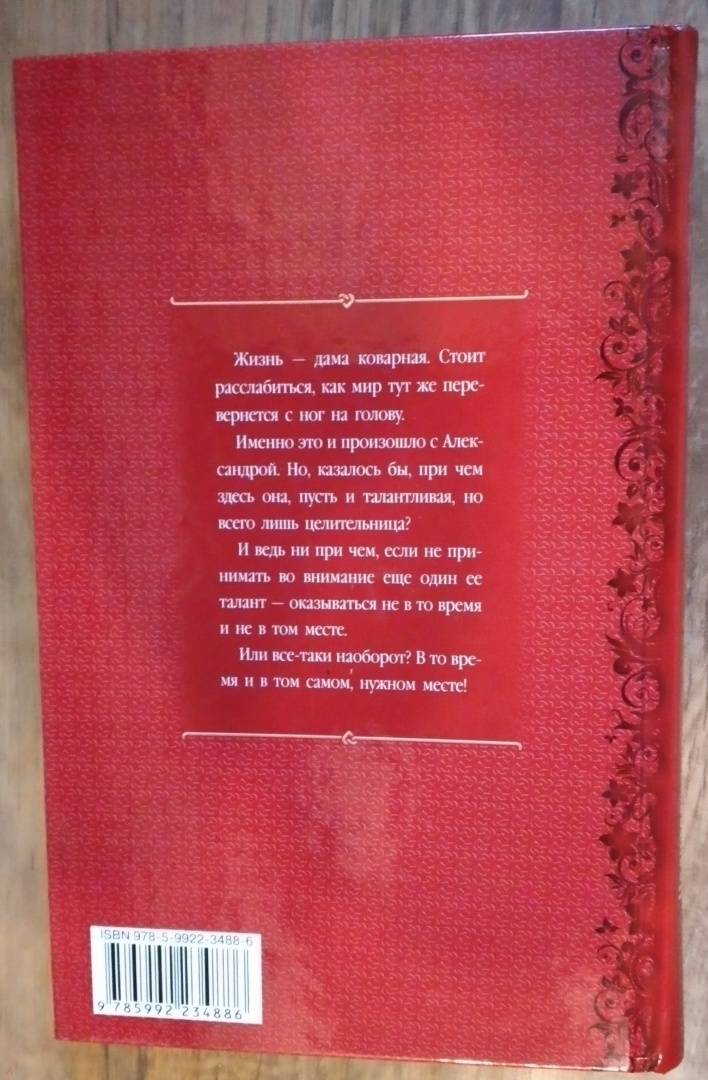 Жизнь — дама коварная. Стоит
расслабиться, как мир тут же пере-
вернется с ног на голову.
Именно это и произошло с Алек-
сандрой. Но, казалось бы, при чем
здесь она, пусть и талантливая, но
всего лишь целительница?
И ведь ни при чем, если не при-
нимать во внимание еще один ее
талант — оказываться не в то время
и не в том месте.
Или все-таки наоборот? В то вре-
мя и в том самом, нужном месте!
ISBN 978-5-9922-3488-6
9 785992 234886